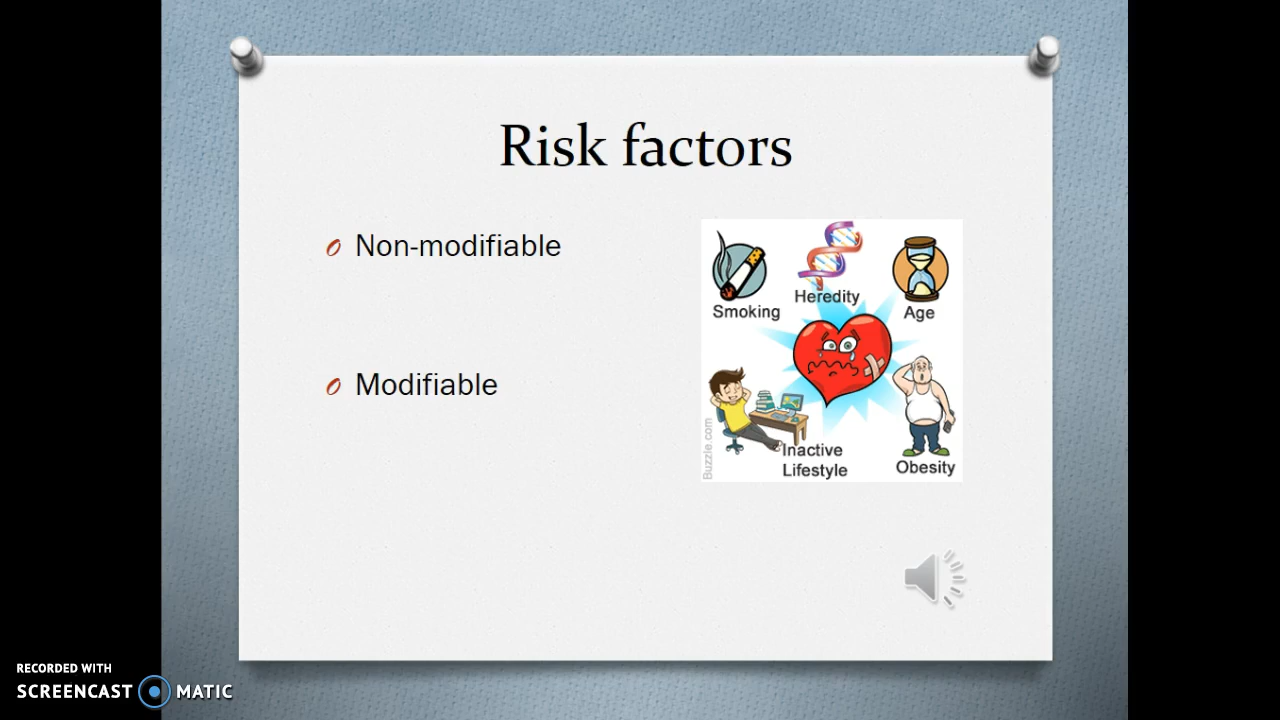 Risk factors
Non-modifiable
Modifiable
Smoking
Heredity
Age
Inactive
Lifestyle
Obesity
Buzzle.com
RECORDED WITH
SCREENCAST MATIC